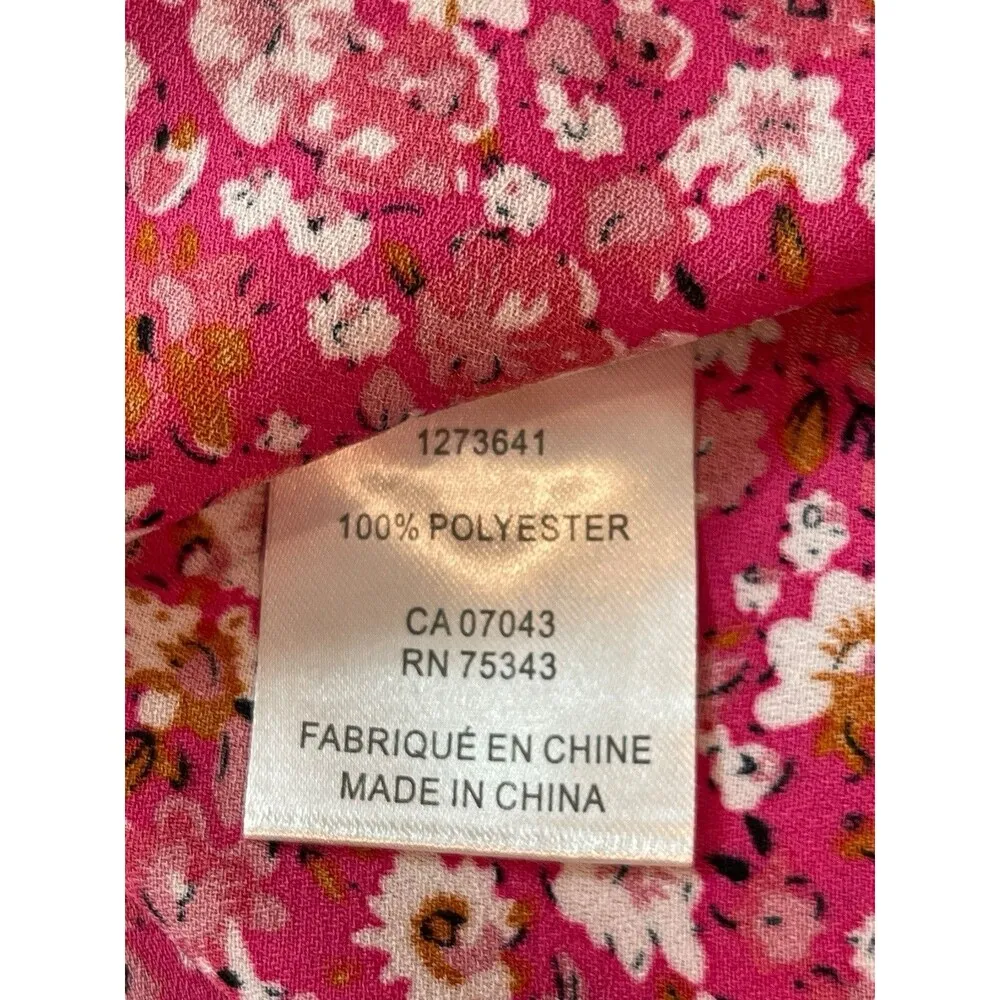 1273641
100% POLYESTER
CA 07043
RN 75343
FABRIQUÉ EN CHINE
MADE IN CHINA